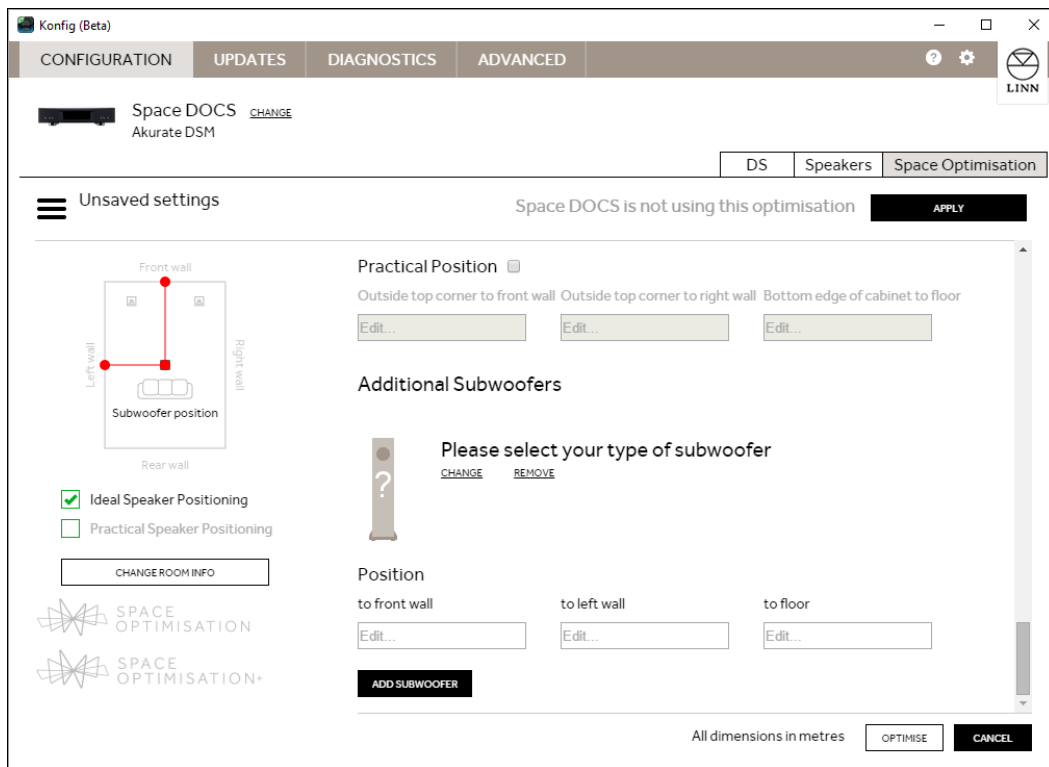 Konfig (Beta)
CONFIGURATION UPDATES DIAGNOSTICS ADVANCED
?
LINN
Space DOCS CHANGE
Akurate DSM
DS Speakers Space Optimisation
Unsaved settings
Space DOCS is not using this optimisation APPLY
Front wall
Left wall
Right wall
Subwoofer position
Rear wall
Ideal Speaker Positioning
Practical Speaker Positioning
CHANGE ROOM INFO
SPACE
OPTIMISATION
SPACE
OPTIMISATION+
Practical Position
Outside top corner to front wall Outside top corner to right wall Bottom edge of cabinet to floor
Edit... Edit... Edit...
Additional Subwoofers
?
Please select your type of subwoofer
CHANGE REMOVE
Position
to front wall to left wall to floor
Edit... Edit... Edit...
ADD SUBWOOFER
All dimensions in metres OPTIMISE CANCEL